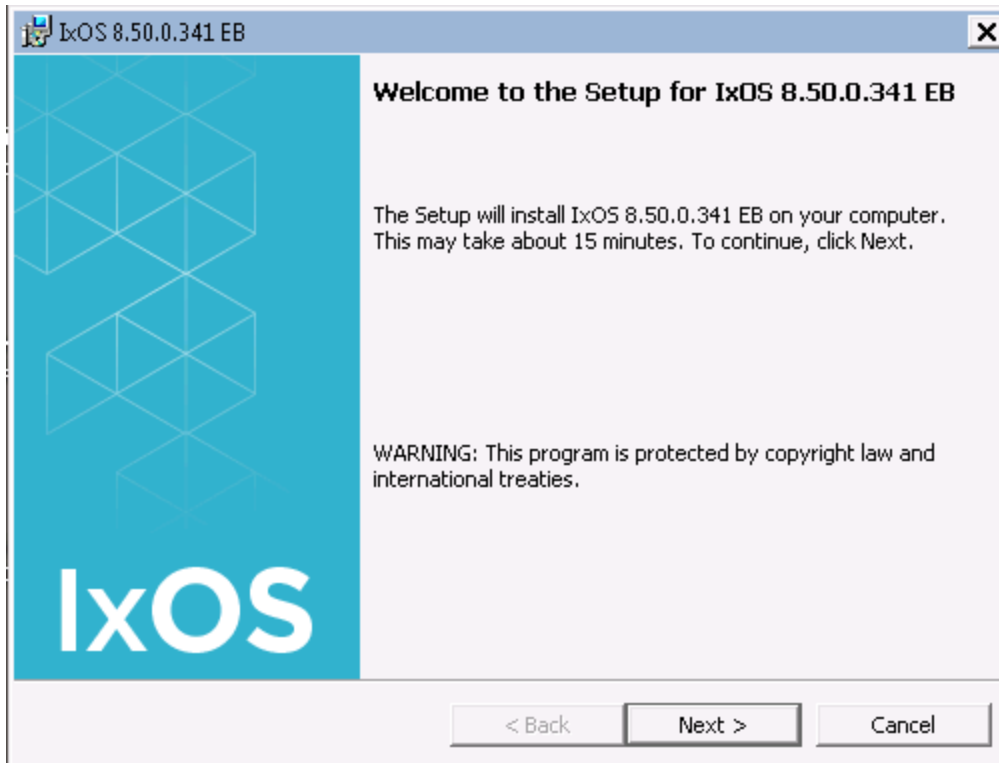 IxOS 8.50.0.341 EB
Welcome to the Setup for IxOS 8.50.0.341 EB
The Setup will install IxOS 8.50.0.341 EB on your computer.
This may take about 15 minutes. To continue, click Next.
WARNING: This program is protected by copyright law and
international treaties.
IxOS
< Back
Next >
Cancel